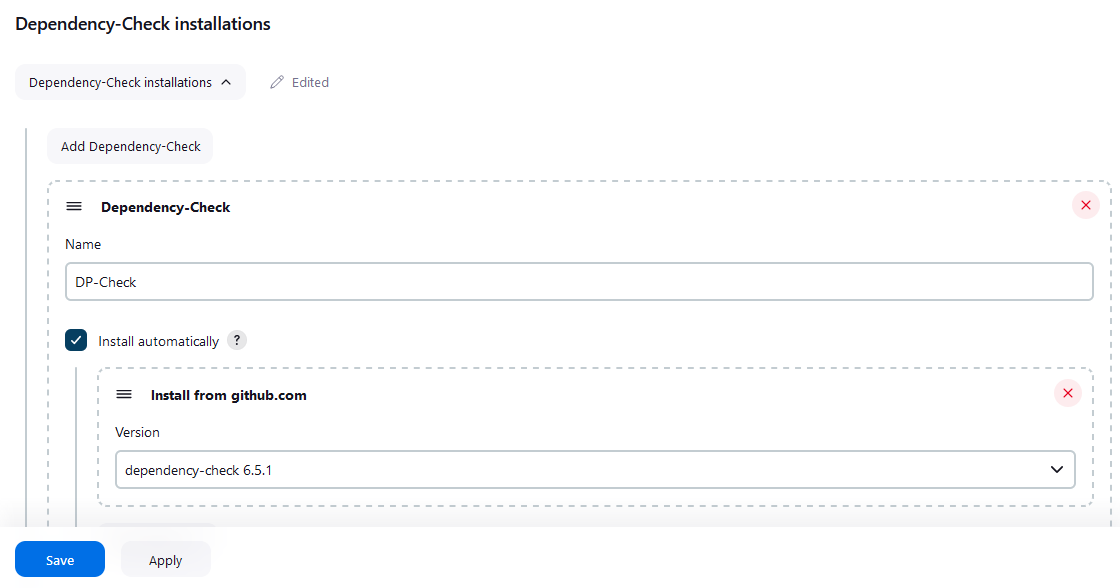 Dependency-Check installations
Dependency-Check installations Edited
Add Dependency-Check
Dependency-Check
Name
DP-Check
Install automatically ?
Install from github.com
Version
dependency-check 6.5.1
Save Apply